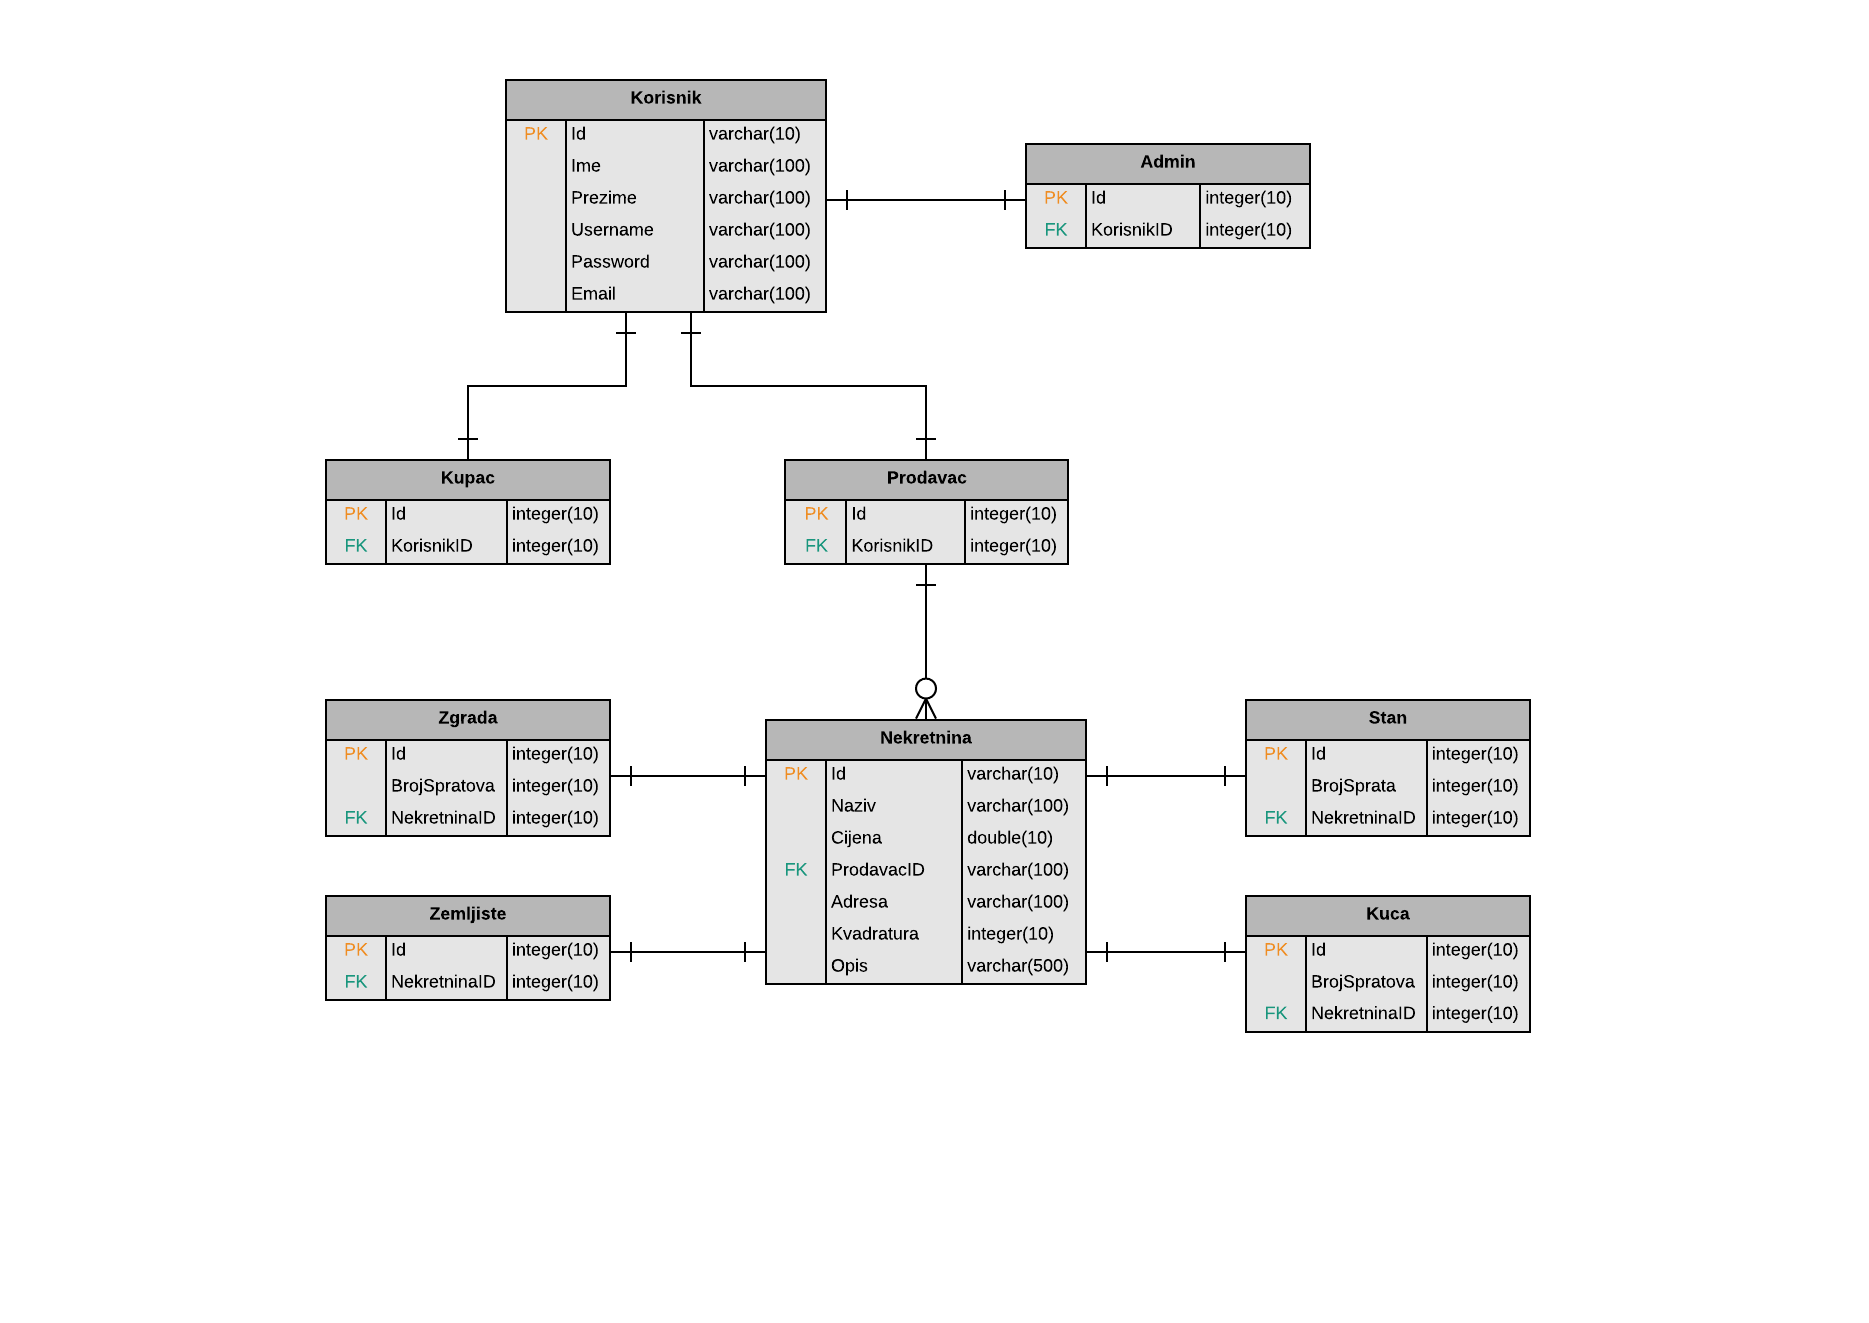 Korisnik
PK Id varchar(10)
Ime varchar(100)
Prezime varchar(100)
Username varchar(100)
Password varchar(100)
Email varchar(100)
Admin
PK Id integer(10)
FK KorisnikID integer(10)
Kupac
PK Id integer(10)
FK KorisnikID integer(10)
Prodavac
PK Id integer(10)
FK KorisnikID integer(10)
Zgrada
PK Id integer(10)
BrojSpratova integer(10)
FK NekretninaID integer(10)
Nekretnina
PK Id varchar(10)
Naziv varchar(100)
Cijena double(10)
FK ProdavacID varchar(100)
Adresa varchar(100)
Kvadratura integer(10)
Opis varchar(500)
Stan
PK Id integer(10)
BrojSprata integer(10)
FK NekretninaID integer(10)
Zemljiste
PK Id integer(10)
FK NekretninaID integer(10)
Kuca
PK Id integer(10)
BrojSpratova integer(10)
FK NekretninaID integer(10)